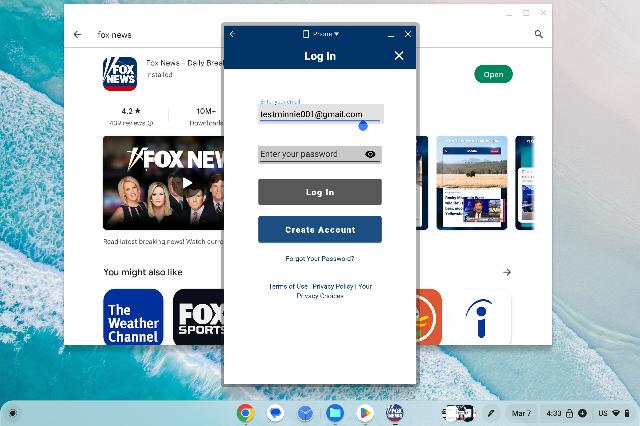 fox news
Phone
Log In
FOX NEWS
Fox News - Daily Brea
Installed
Open
4.2 ★
439 reviews
10M+
Downloads
Enter your email
testminnie001@gmail.com
Enter your password
FOX NEW
Log In
Create Account
Forgot Your Password?
Read latest breaking news! Watch curre
You might also like
Terms of Use | Privacy Policy | Your
Privacy Choices
The
Weather
Channel
FOX
SPORTS
i
Mar 7
4:33
US